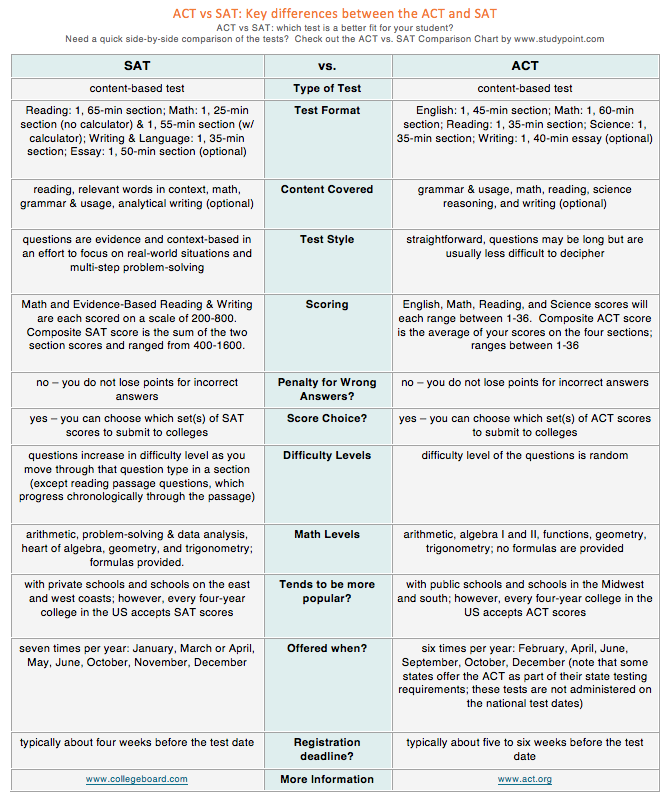 ACT vs SAT: Key differences between the ACT and SAT
ACT vs SAT: which test is a better fit for your student?
Need a quick side-by-side comparison of the tests? Check out the ACT vs. SAT Comparison Chart by www.studypoint.com
SAT
vs.
ACT
content-based test
Type of Test
content-based test
Reading: 1, 65-min section; Math: 1, 25-min
section (no calculator) & 1, 55-min section (w/
calculator); Writing & Language: 1, 35-min
section; Essay: 1, 50-min section (optional)
Test Format
English: 1, 45-min section; Math: 1, 60-min
section; Reading: 1, 35-min section; Science: 1,
35-min section; Writing: 1, 40-min essay (optional)
reading, relevant words in context, math,
grammar & usage, analytical writing (optional)
Content Covered
grammar & usage, math, reading, science
reasoning, and writing (optional)
questions are evidence and context-based in
an effort to focus on real-world situations and
multi-step problem-solving
Test Style
straightforward, questions may be long but are
usually less difficult to decipher
Math and Evidence-Based Reading & Writing
are each scored on a scale of 200-800.
Composite SAT score is the sum of the two
section scores and ranged from 400-1600.
Scoring
English, Math, Reading, and Science scores will
each range between 1-36. Composite ACT score
is the average of your scores on the four sections;
ranges between 1-36
no – you do not lose points for incorrect
answers
Penalty for Wrong
Answers?
no – you do not lose points for incorrect answers
yes – you can choose which set(s) of SAT
scores to submit to colleges
Score Choice?
yes – you can choose which set(s) of ACT scores
to submit to colleges
questions increase in difficulty level as you
move through that question type in a section
(except reading passage questions, which
progress chronologically through the passage)
Difficulty Levels
difficulty level of the questions is random
arithmetic, problem-solving & data analysis,
heart of algebra, geometry, and trigonometry;
formulas provided.
Math Levels
arithmetic, algebra I and II, functions, geometry,
trigonometry; no formulas are provided
with private schools and schools on the east
and west coasts; however, every four-year
college in the US accepts SAT scores
Tends to be more
popular?
with public schools and schools in the Midwest
and south; however, every four-year college in the
US accepts ACT scores
seven times per year: January, March or April,
May, June, October, November, December
Offered when?
six times per year: February, April, June,
September, October, December (note that some
states offer the ACT as part of their state testing
requirements; these tests are not administered on
the national test dates)
typically about four weeks before the test date
Registration
deadline?
typically about five to six weeks before the test
date
www.collegeboard.com
More Information
www.act.org